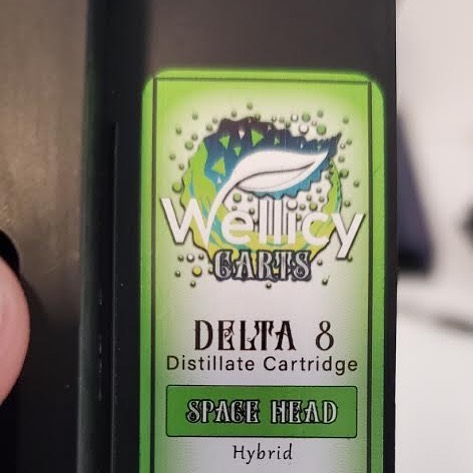 Wellicy
CARTS
DELTA 8
Distillate Cartridge
SPACE HEAD
Hybrid